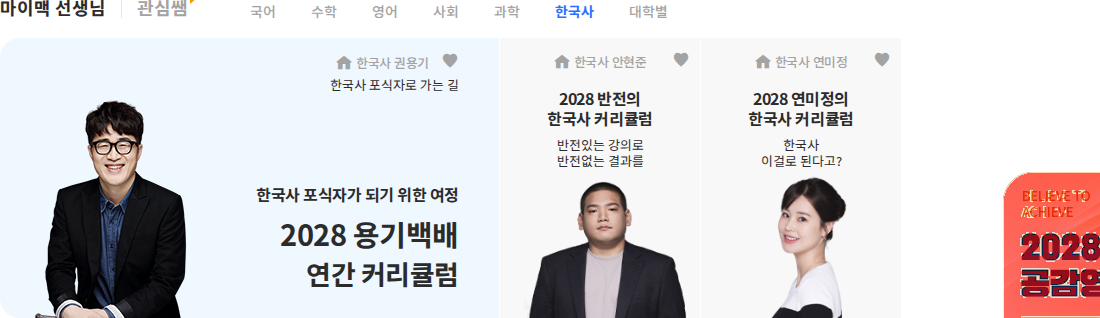 마이맥 선생님
관심쌤
국어
수학
영어
사회
과학
한국사
대학별
한국사 권용기
한국사 포식자로 가는 길
한국사 포식자가 되기 위한 여정
2028 용기백배
연간 커리큘럼
한국사 안현준
2028 반전의
한국사 커리큘럼
반전있는 강의로
반전없는 결과를
한국사 연미정
2028 연미정의
한국사 커리큘럼
한국사
이걸로 된다고?
BELIEVE TO
ACHIEVE
2028
공감영